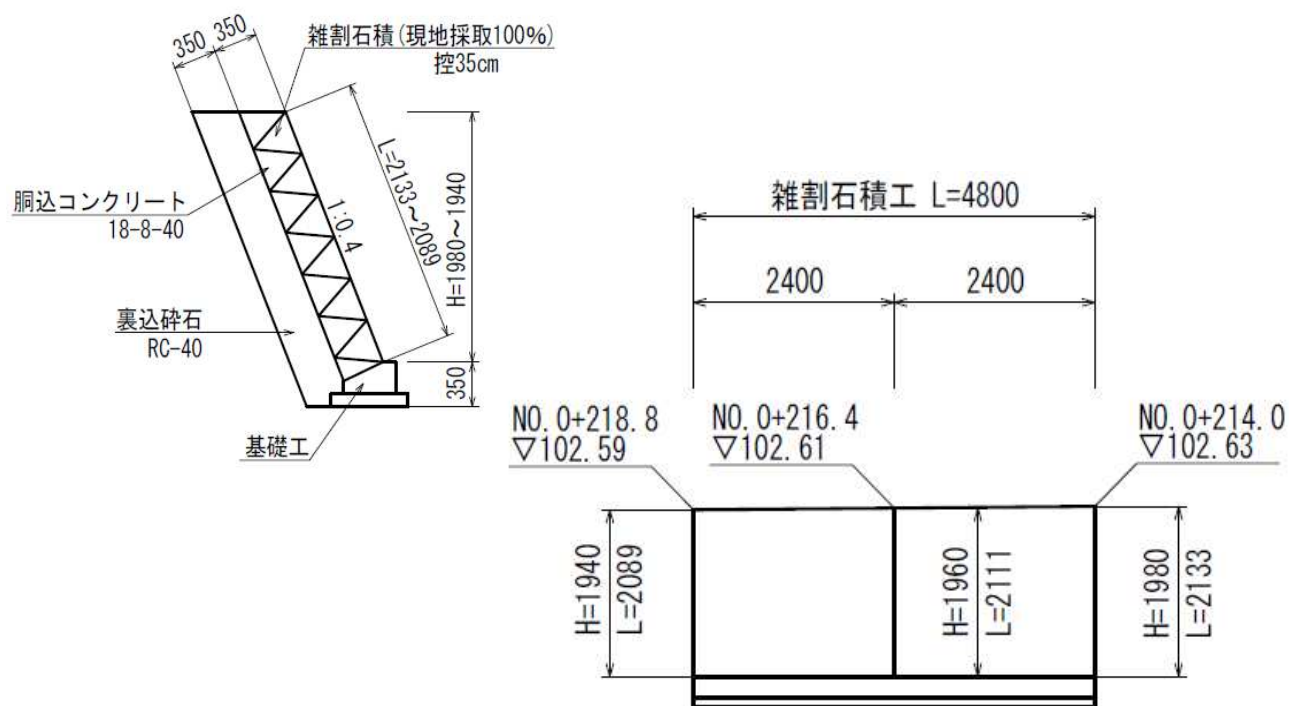 350
350
雑割石積(現地採取100%)
控35cm
L=2133~2089
1:0.4
H=1980~1940
胴込コンクリート
18-8-40
裏込砕石
RC-40
350
基礎工
雑割石積工 L=4800
2400
2400
NO.0+218.8
▽102.59
NO.0+216.4
▽102.61
NO.0+214.0
▽102.63
H=1940
L=2089
H=1960
L=2111
H=1980
L=2133